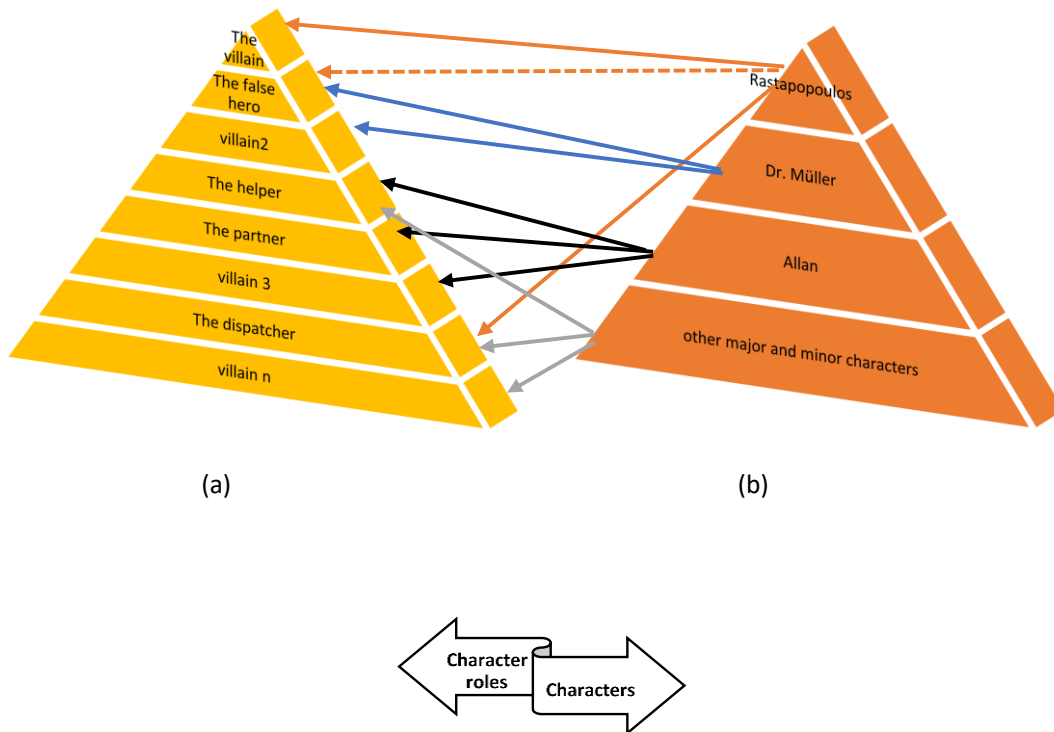 The
villain
The false
hero
villain2
The helper
The partner
villain 3
The dispatcher
villain n
Rastapopoulos
Dr. Müller
Allan
other major and minor characters
(a)
(b)
Character
roles
Characters